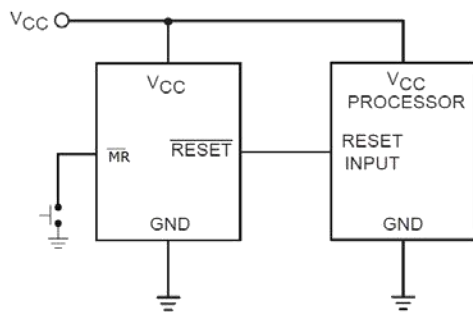 VCC
VCC
MR
RESET
GND
VCC
PROCESSOR
RESET
INPUT
GND